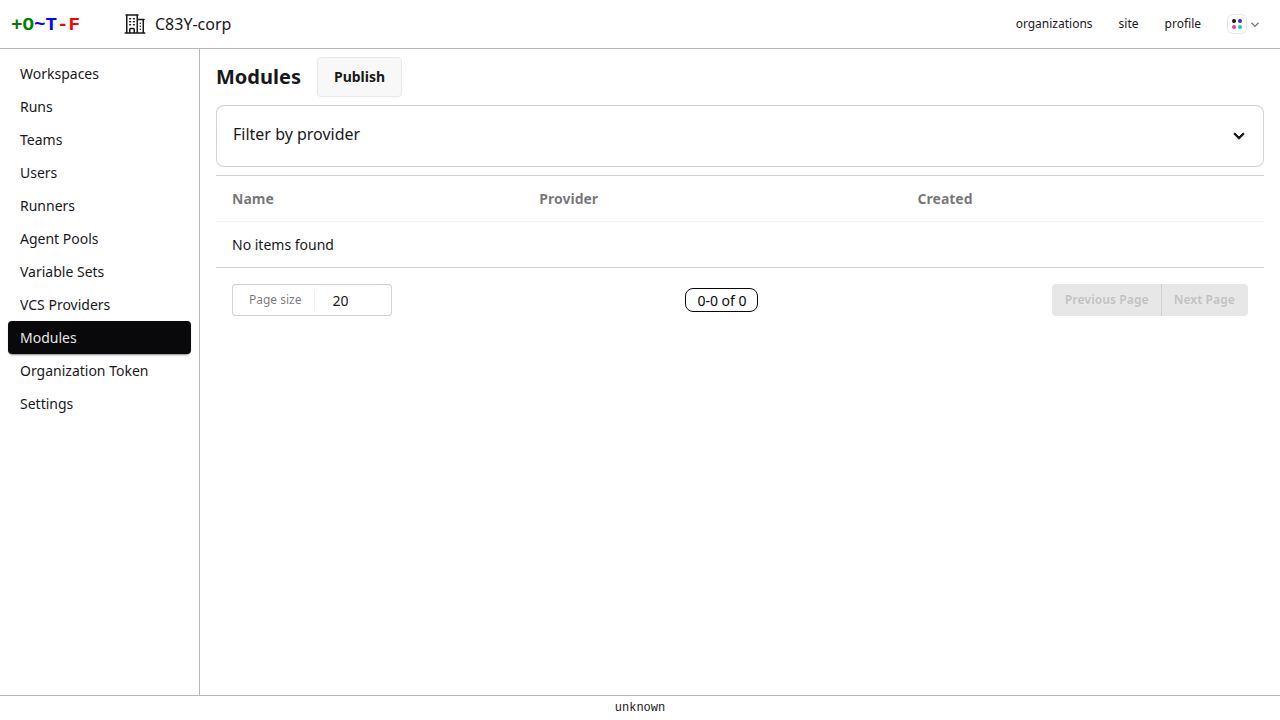 +O~T-F
C83Y-corp
organizations
site
profile
Workspaces
Runs
Teams
Users
Runners
Agent Pools
Variable Sets
VCS Providers
Modules
Organization Token
Settings
Modules
Publish
Filter by provider
Name Provider Created
No items found
Page size 20
0-0 of 0
Previous Page Next Page
unknown